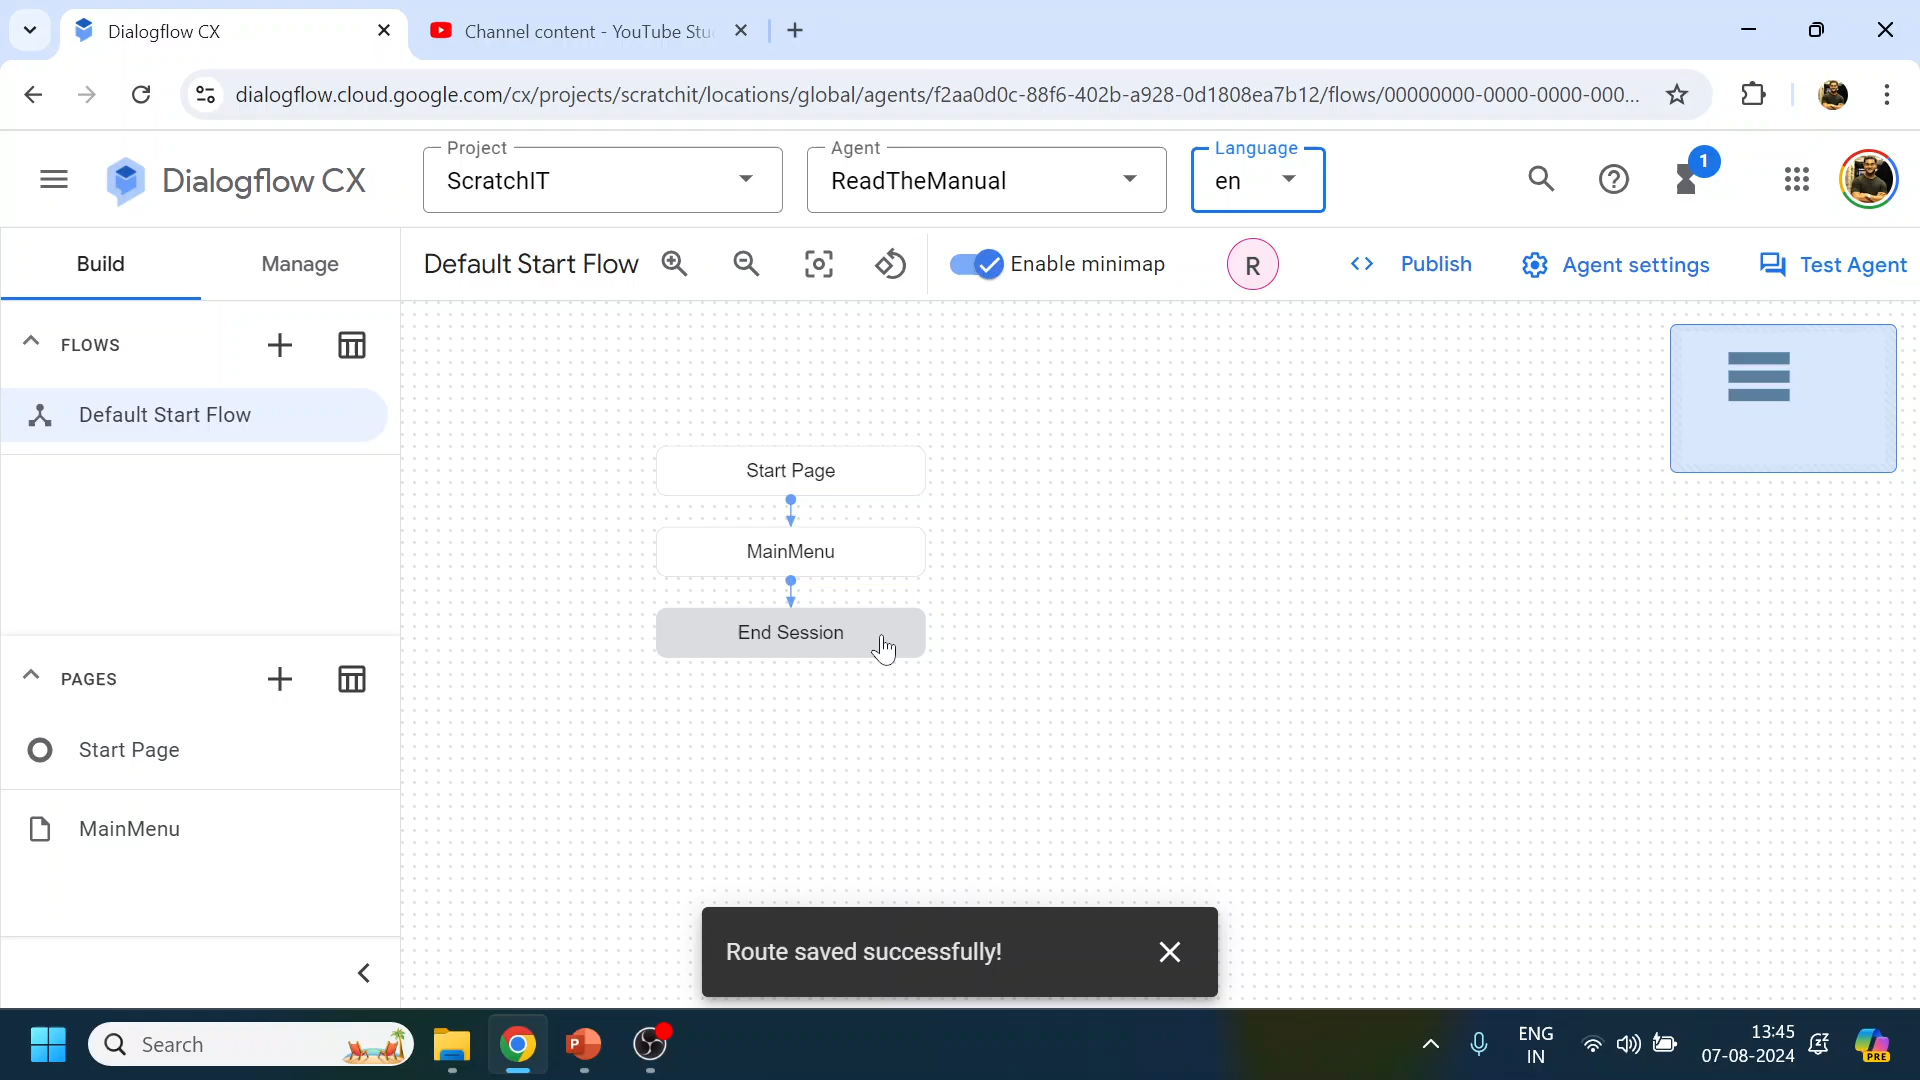 Dialogflow CX
Channel content - YouTube Stu
dialogflow.cloud.google.com/cx/projects/scratchit/locations/global/agents/f2aa0d0c-88f6-402b-a928-0d1808ea7b12/flows/00000000-0000-0000-000...
Dialogflow CX
Project
ScratchIT
Agent
ReadTheManual
Language
en
1
Build
Manage
Default Start Flow
Enable minimap
R
Publish
Agent settings
Test Agent
FLOWS
Default Start Flow
Start Page
MainMenu
End Session
PAGES
Start Page
MainMenu
Route saved successfully!
Search
P
ENG
IN
13:45
07-08-2024
PRE